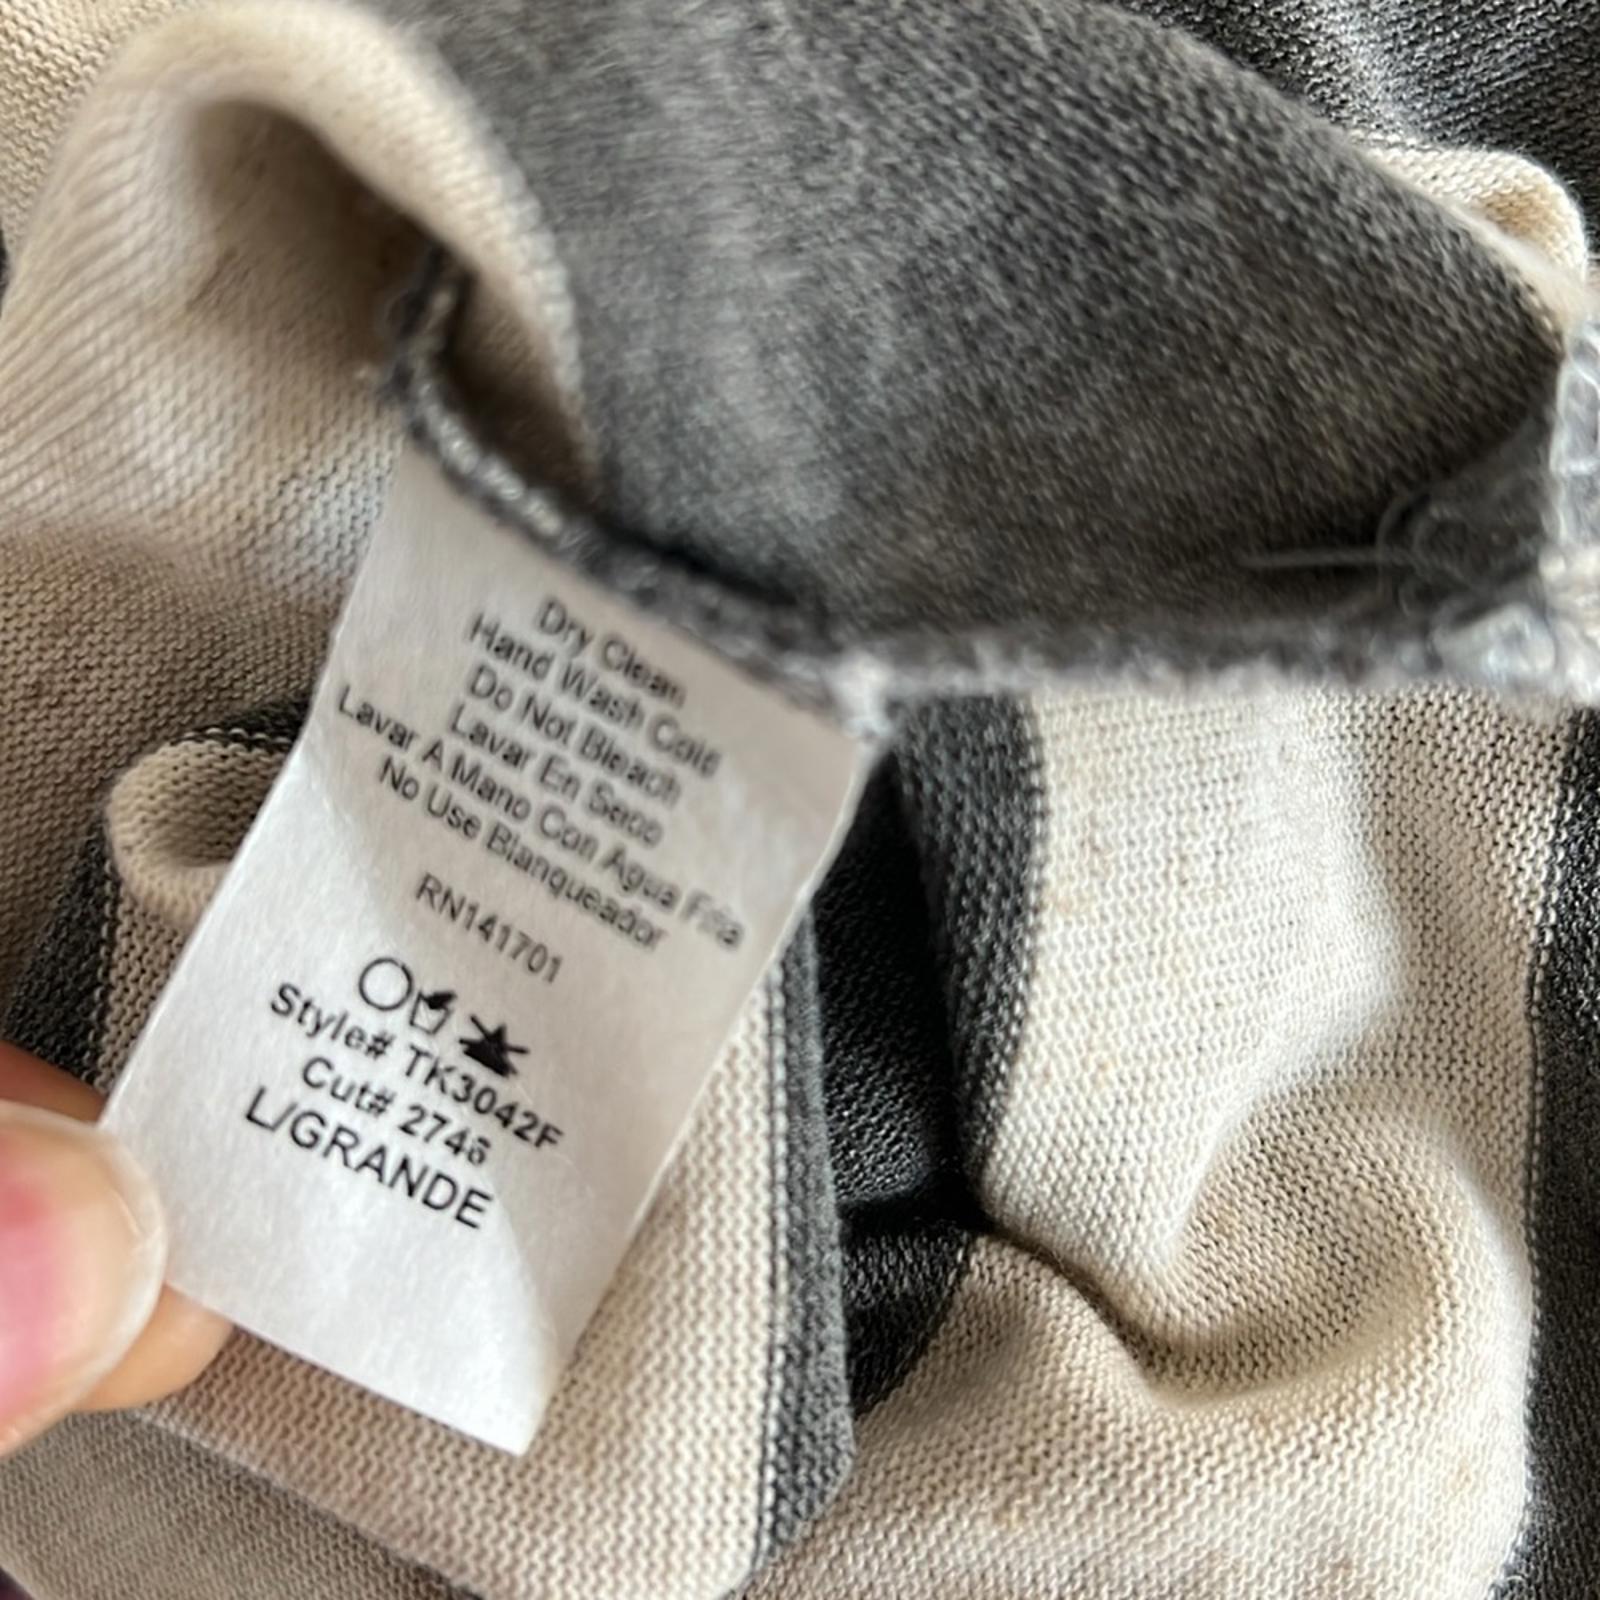 Dry Clean
Hand Wash Cold
Do Not Bleach
Lavar En Seco
Lavar A Mano Con Agua Fria
No Use Blanqueador
RN141701
Style# TK3042F
Cut# 2746
L/GRANDE